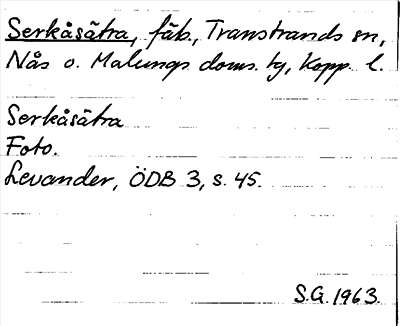 Serkåsätra, fäb., Transtrands sn,
Nås o. Malungs doms. tg, Kopp. l.
Serkåsätra
Foto.
Levander, ÖDB 3, s. 45.
S.G. 1963.